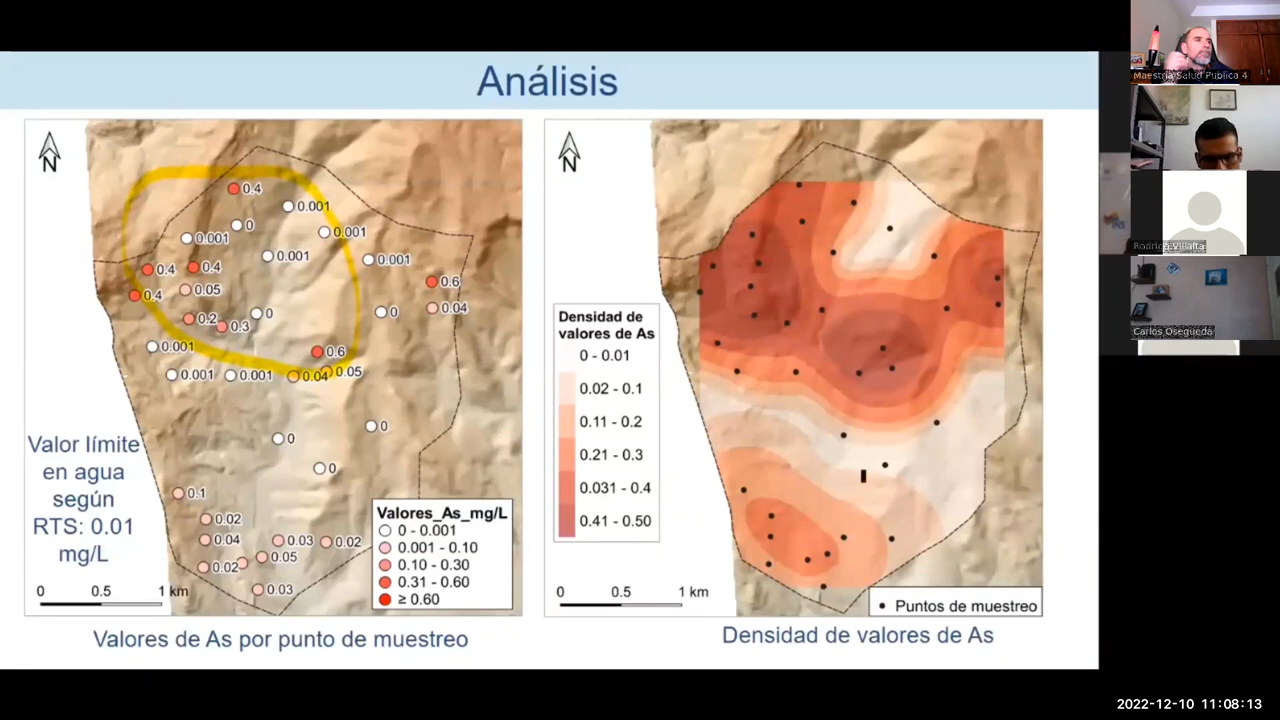 Análisis
N
0.4
0.001
0
0.001
0.001
0.001
0.001
0.4
0.4
0.6
0.4
0.05
0.04
0.2
0.3
0
0
0.001
0.6
0.001
0.001
0.04
0.05
0
0
0
0.1
0.02
0.04
0.03
0.02
0.02
0.05
0.03
Valor límite
en agua
según
RTS: 0.01
mg/L
0 0.5 1 km
Valores_As_mg/L
0 - 0.001
0.001 - 0.10
0.10 - 0.30
0.31 - 0.60
≥ 0.60
Valores de As por punto de muestreo
N
Densidad de
valores de As
0 - 0.01
0.02 - 0.1
0.11 - 0.2
0.21 - 0.3
0.031 - 0.4
0.41 - 0.50
0 0.5 1 km
Puntos de muestreo
Densidad de valores de As
Maestría Salud Publica 4
Rodrigo Villalta
Carlos Osegueda
2022-12-10 11:08:13